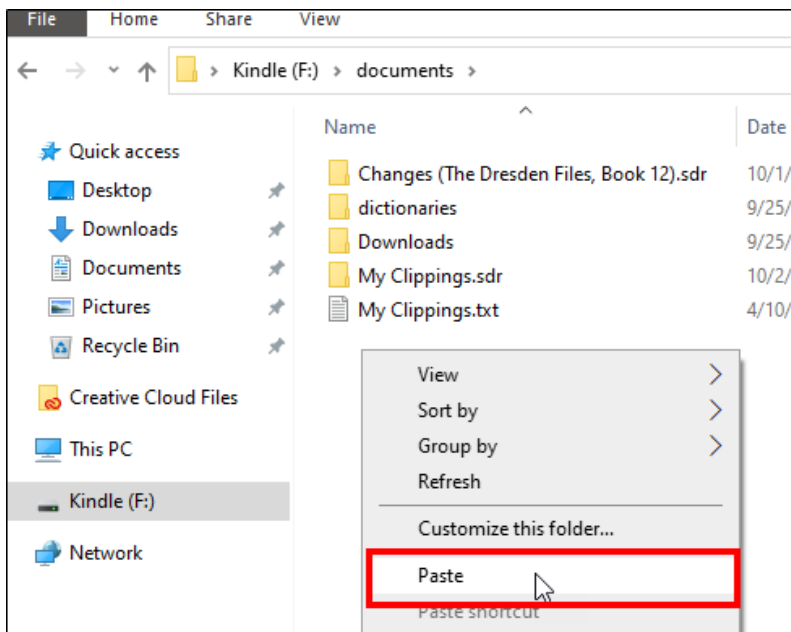 File Home Share View
Kindle (F:) documents
Name Date
Quick access
Desktop
Downloads
Documents
Pictures
Recycle Bin
Creative Cloud Files
This PC
Kindle (F:)
Network
Changes (The Dresden Files, Book 12).sdr 10/1/
dictionaries 9/25/
Downloads 9/25/
My Clippings.sdr 10/2/
My Clippings.txt 4/10/
View
Sort by
Group by
Refresh
Customize this folder...
Paste
Paste shortcut